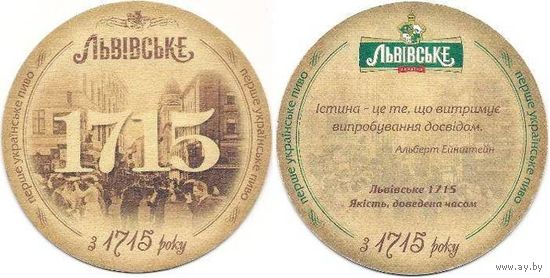 ЛЬВІВСЬКЕ
перше українське пиво
1715
перше українське пиво
з 1715 року
ЛЬВІВСЬКЕ
перше українське пиво
Істина - це те, що витримує
випробування досвідом.
Альберт Ейнштейн
Львівське 1715
Якість, доведена часом
перше українське пиво
з 1715 року
www.ay.by